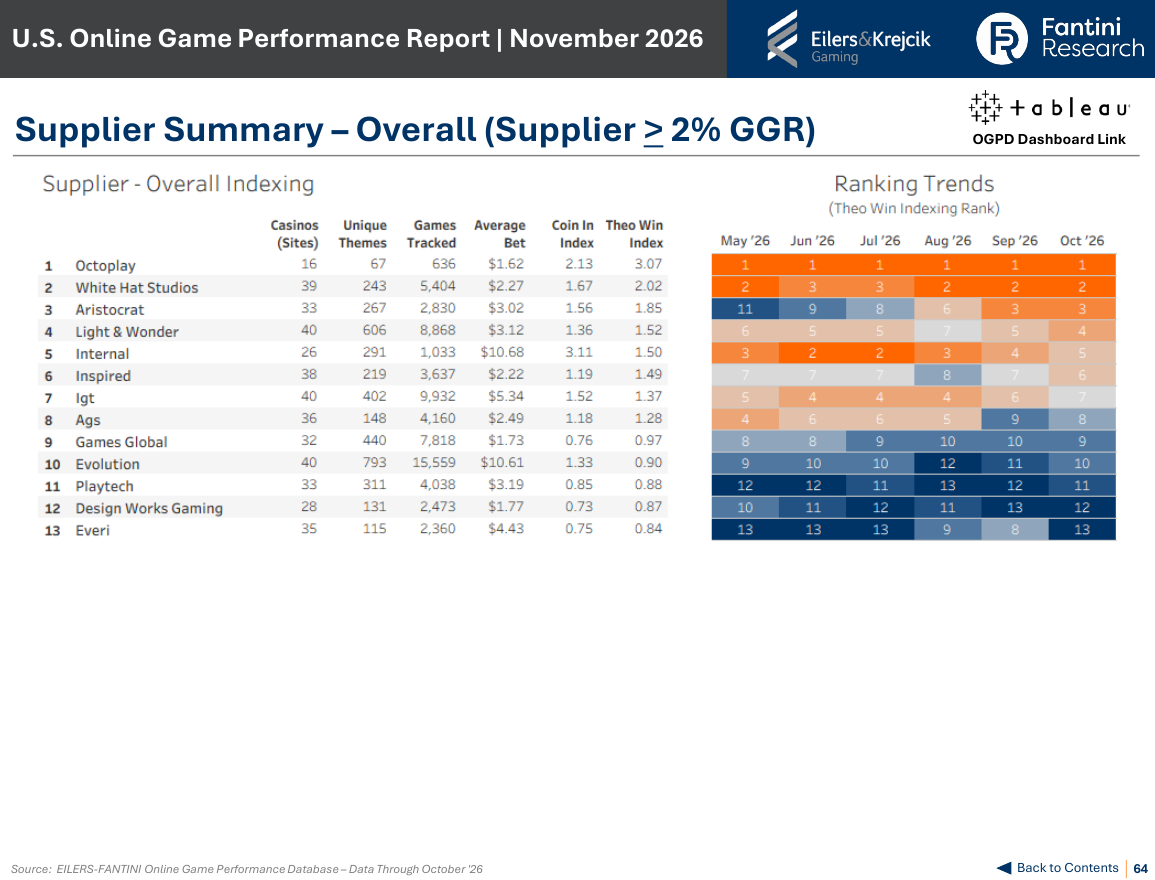 U.S. Online Game Performance Report | November 2026
Eilers&Krejcik
Gaming
Fantini
Research
Supplier Summary – Overall (Supplier ≥ 2% GGR)
+ a b | e a u
OGPD Dashboard Link
Supplier - Overall Indexing
Casinos (Sites) Unique Themes Games Tracked Average Bet Coin In Index Theo Win Index
1 Octoplay 16 67 636 $1.62 2.13 3.07
2 White Hat Studios 39 243 5,404 $2.27 1.67 2.02
3 Aristocrat 33 267 2,830 $3.02 1.56 1.85
4 Light & Wonder 40 606 8,868 $3.12 1.36 1.52
5 Internal 26 291 1,033 $10.68 3.11 1.50
6 Inspired 38 219 3,637 $2.22 1.19 1.49
7 Igt 40 402 9,932 $5.34 1.52 1.37
8 Ags 36 148 4,160 $2.49 1.18 1.28
9 Games Global 32 440 7,818 $1.73 0.76 0.97
10 Evolution 40 793 15,559 $10.61 1.33 0.90
11 Playtech 33 311 4,038 $3.19 0.85 0.88
12 Design Works Gaming 28 131 2,473 $1.77 0.73 0.87
13 Everi 35 115 2,360 $4.43 0.75 0.84
Ranking Trends
(Theo Win Indexing Rank)
May '26 Jun '26 Jul '26 Aug '26 Sep '26 Oct '26
1 1 1 1 1 1
2 3 3 2 2 2
11 9 8 6 3 3
6 5 5 7 5 4
3 2 2 3 4 5
7 7 7 8 7 6
5 4 4 4 6 7
4 6 6 5 9 8
8 8 9 10 10 9
9 10 10 12 11 10
12 12 11 13 12 11
10 11 12 11 13 12
13 13 13 9 8 13
Source: EILERS-FANTINI Online Game Performance Database – Data Through October '26
Back to Contents | 64